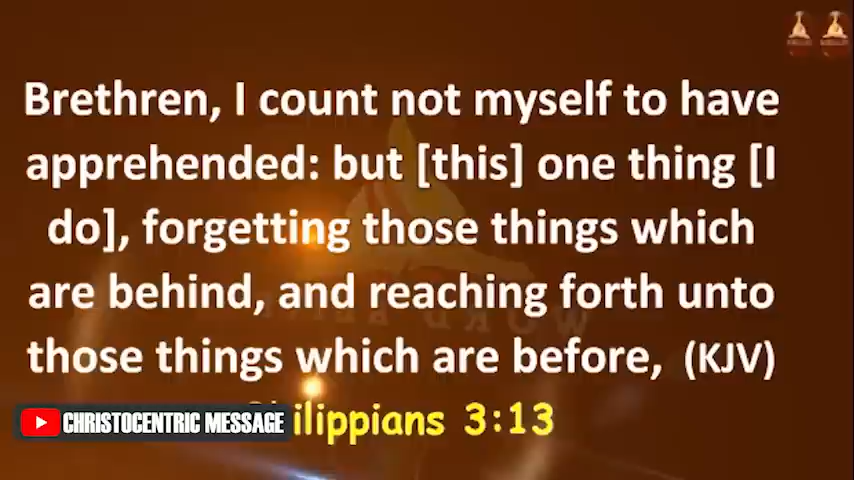 Brethren, I count not myself to have
apprehended: but [this] one thing [I
do], forgetting those things which
are behind, and reaching forth unto
those things which are before, (KJV)
CHRISTOCENTRIC MESSAGE
ilippians 3:13